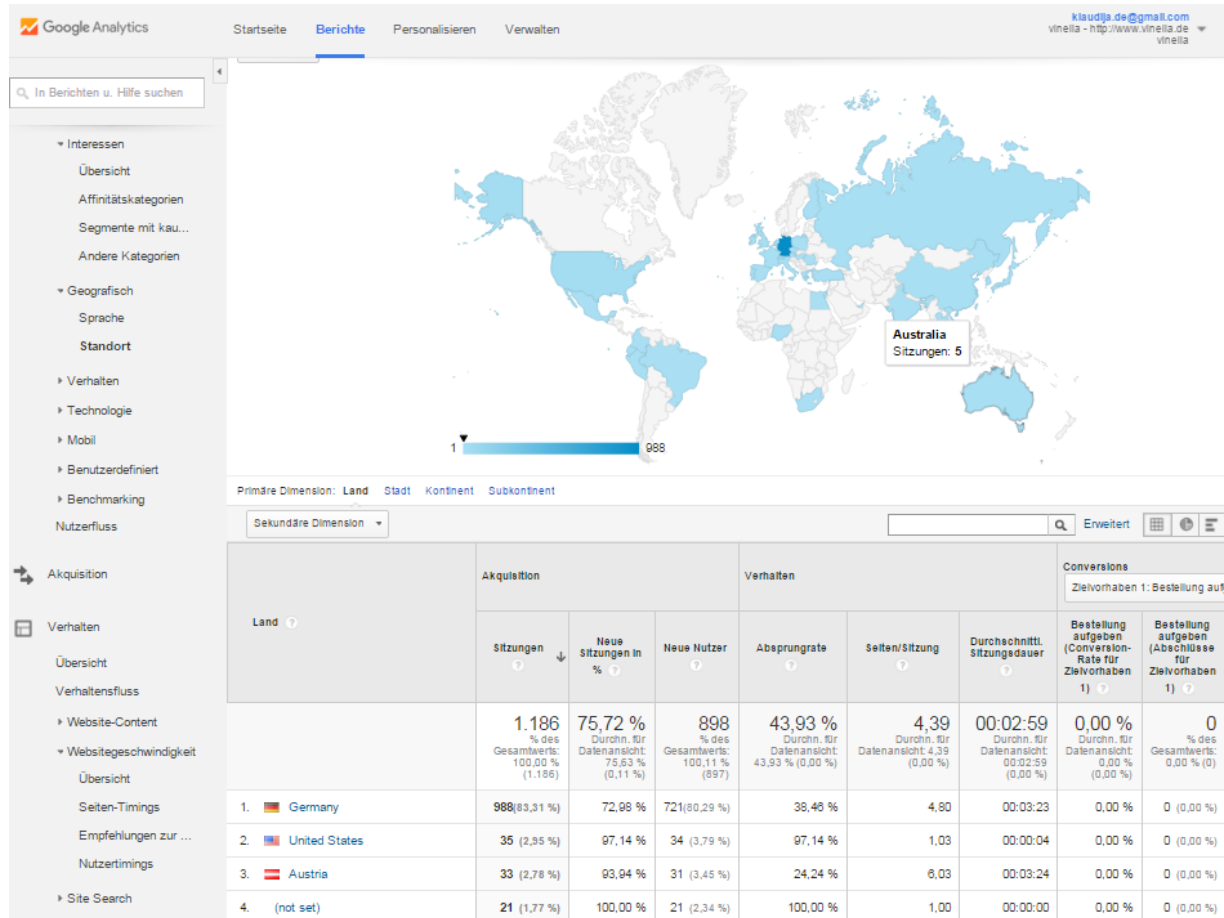 Google Analytics
Startseite Berichte Personalisieren Verwalten
klaudija.de@gmail.com
vinella - http://www.vinella.de
vinella
In Berichten u. Hilfe suchen
Interessen
Übersicht
Affinitätskategorien
Segmente mit kau...
Andere Kategorien
Geografisch
Sprache
Standort
Verhalten
Technologie
Mobil
Benutzerdefiniert
Benchmarking
Nutzerfluss
Akquisition
Verhalten
Übersicht
Verhaltensfluss
Website-Content
Websitegeschwindigkeit
Übersicht
Seiten-Timings
Empfehlungen zur ...
Nutzertimings
Site Search
Australia
Sitzungen: 5
1 988
Primäre Dimension: Land Stadt Kontinent Subkontinent
Sekundäre Dimension Erweitert
Land ?
Akquisition
Verhalten
Conversions
Zielvorhaben 1: Bestellung auf
Sitzungen ?
Neue
Sitzungen in
% ?
Neue Nutzer ?
Absprungrate ?
Seiten/Sitzung ?
Durchschnittl.
Sitzungsdauer ?
Bestellung
aufgeben
(Conversion-
Rate für
Zielvorhaben
1) ?
Bestellung
aufgeben
(Abschlüsse
für
Zielvorhaben
1) ?
1.186
% des
Gesamtwerts:
100,00 %
(1.186)
75,72 %
Durchn. für
Datenansicht:
75,63 %
(0,11 %)
898
% des
Gesamtwerts:
100,11 %
(897)
43,93 %
Durchn. für
Datenansicht:
43,93 % (0,00 %)
4,39
Durchn. für
Datenansicht: 4,39
(0,00 %)
00:02:59
Durchn. für
Datenansicht:
00:02:59
(0,00 %)
0,00 %
Durchn. für
Datenansicht:
0,00 %
(0,00 %)
0
% des
Gesamtwerts:
0,00 % (0)
1. Germany 988(83,31 %) 72,98 % 721(80,29 %) 38,46 % 4,80 00:03:23 0,00 % 0 (0,00 %)
2. United States 35 (2,95 %) 97,14 % 34 (3,79 %) 97,14 % 1,03 00:00:04 0,00 % 0 (0,00 %)
3. Austria 33 (2,78 %) 93,94 % 31 (3,45 %) 24,24 % 6,03 00:03:24 0,00 % 0 (0,00 %)
4. (not set) 21 (1,77 %) 100,00 % 21 (2,34 %) 100,00 % 1,00 00:00:00 0,00 % 0 (0,00 %)